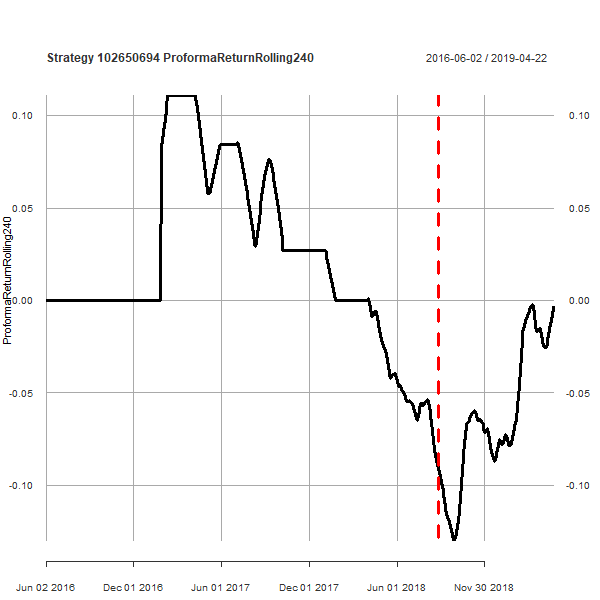 Strategy 102650694 ProformaReturnRolling240
2016-06-02 / 2019-04-22
ProformaReturnRolling240
0.10
0.05
0.00
-0.05
-0.10
0.10
0.05
0.00
-0.05
-0.10
Jun 02 2016
Dec 01 2016
Jun 01 2017
Dec 01 2017
Jun 01 2018
Nov 30 2018